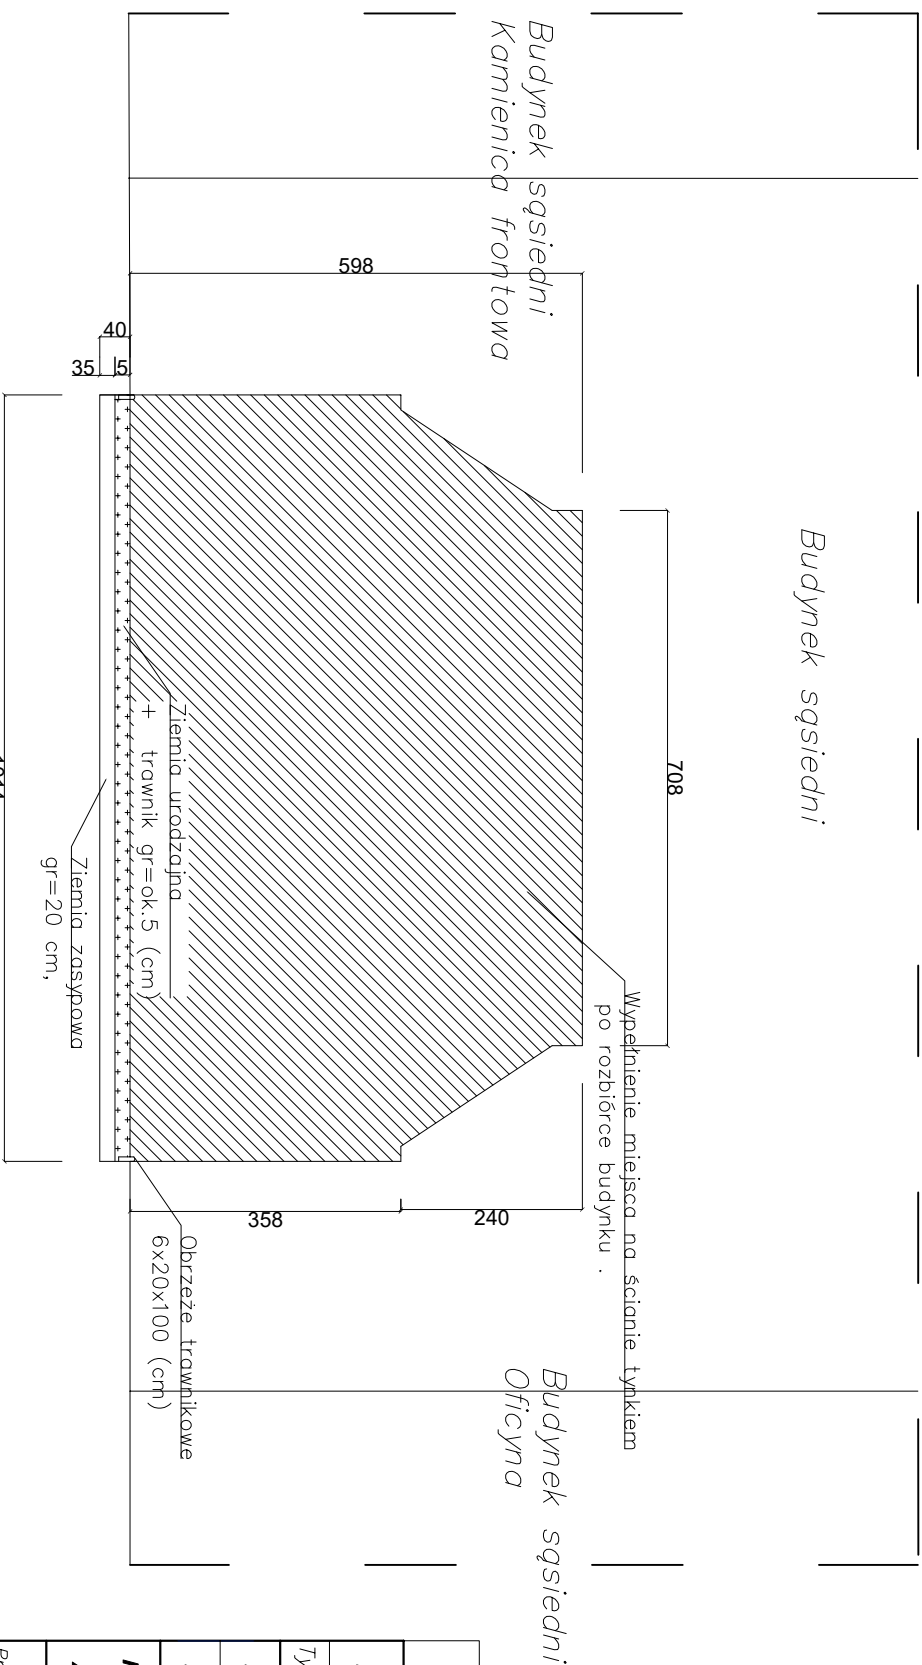 Budynek sąsiedni
Budynek sąsiedni
Kamienica frontowa
Budynek sąsiedni
Oficyna
708
598
40
35
5
358
240
Wypełnienie miejsca na ścianie tynkiem
po rozbiórce budynku .
Ziemia urodzajna
+ trawnik gr=ok.5 (cm)
Ziemia zasypowa
gr=20 cm,
Obrzeże trawnikowe
6x20x100 (cm)
Ty